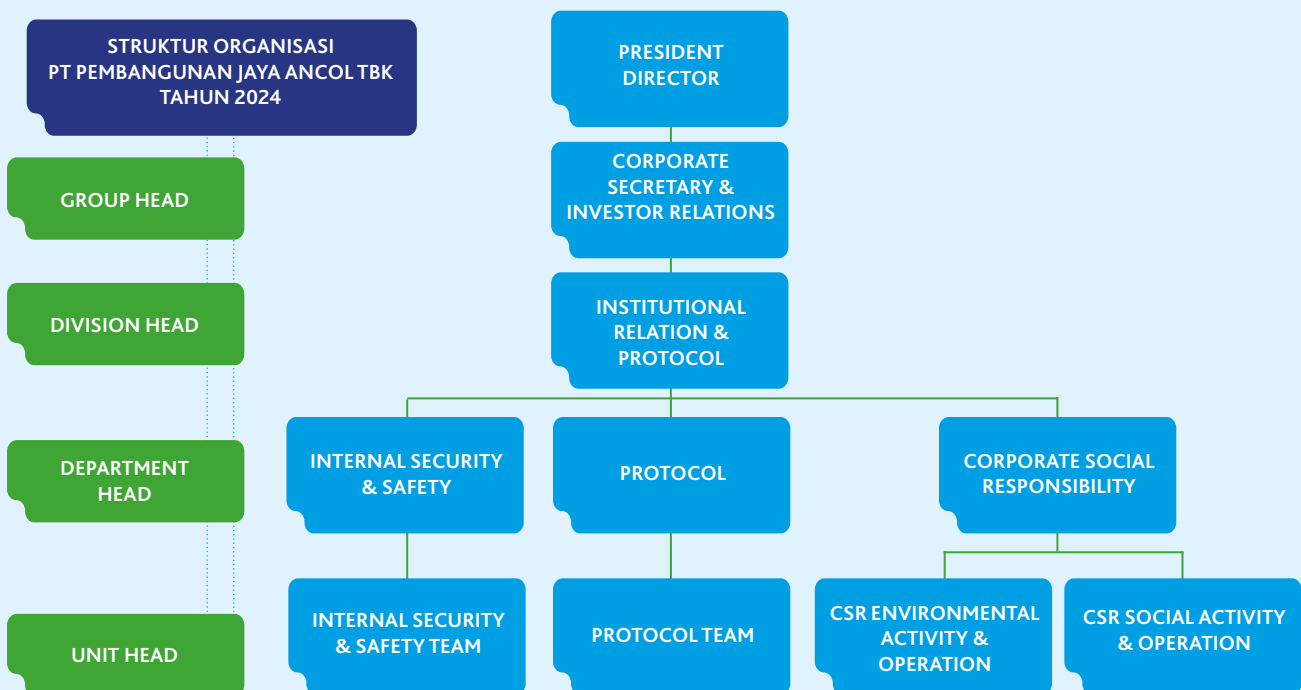 STRUKTUR ORGANISASI
PT PEMBANGUNAN JAYA ANCOL TBK
TAHUN 2024
PRESIDENT
DIRECTOR
GROUP HEAD
CORPORATE
SECRETARY &
INVESTOR RELATIONS
DIVISION HEAD
INSTITUTIONAL
RELATION &
PROTOCOL
DEPARTMENT
HEAD
INTERNAL SECURITY
& SAFETY
PROTOCOL
CORPORATE SOCIAL
RESPONSIBILITY
UNIT HEAD
INTERNAL SECURITY
& SAFETY TEAM
PROTOCOL TEAM
CSR ENVIRONMENTAL
ACTIVITY &
OPERATION
CSR SOCIAL ACTIVITY
& OPERATION